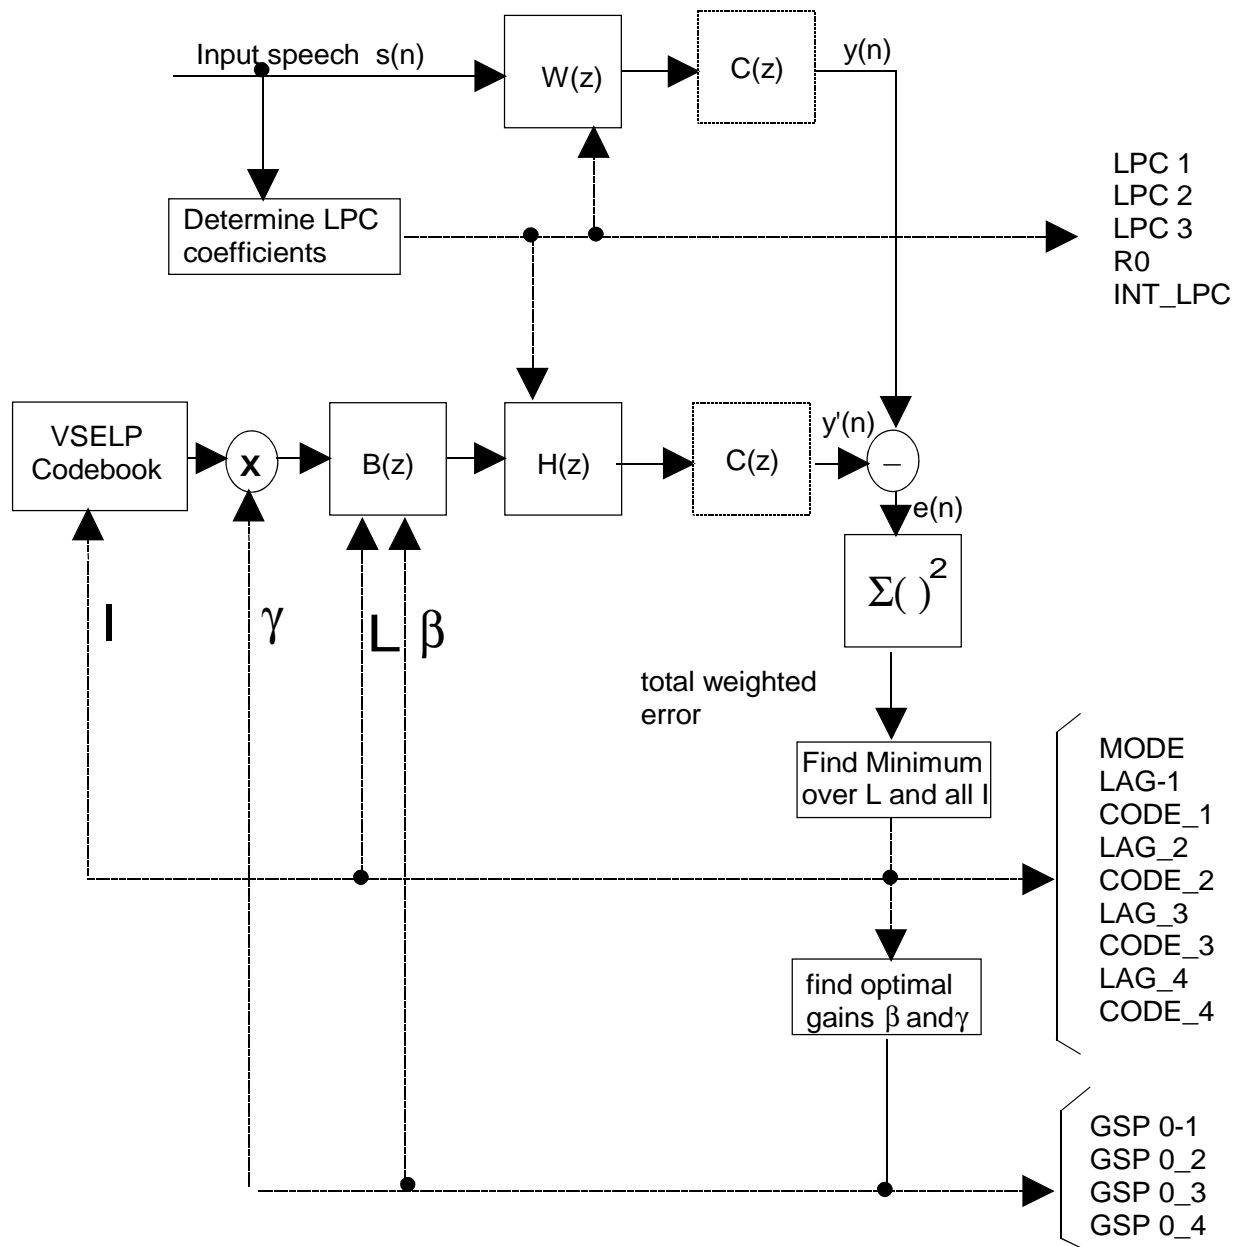 Input speech s(n)
W(z)
C(z)
y(n)
LPC 1
LPC 2
LPC 3
R0
INT_LPC
Determine LPC
coefficients
VSELP
Codebook
x
B(z)
H(z)
C(z)
y'(n)
−
e(n)
Σ( )²
I
γ
L
β
total weighted
error
Find Minimum
over L and all I
MODE
LAG-1
CODE_1
LAG_2
CODE_2
LAG_3
CODE_3
LAG_4
CODE_4
find optimal
gains β and γ
GSP 0-1
GSP 0_2
GSP 0_3
GSP 0_4